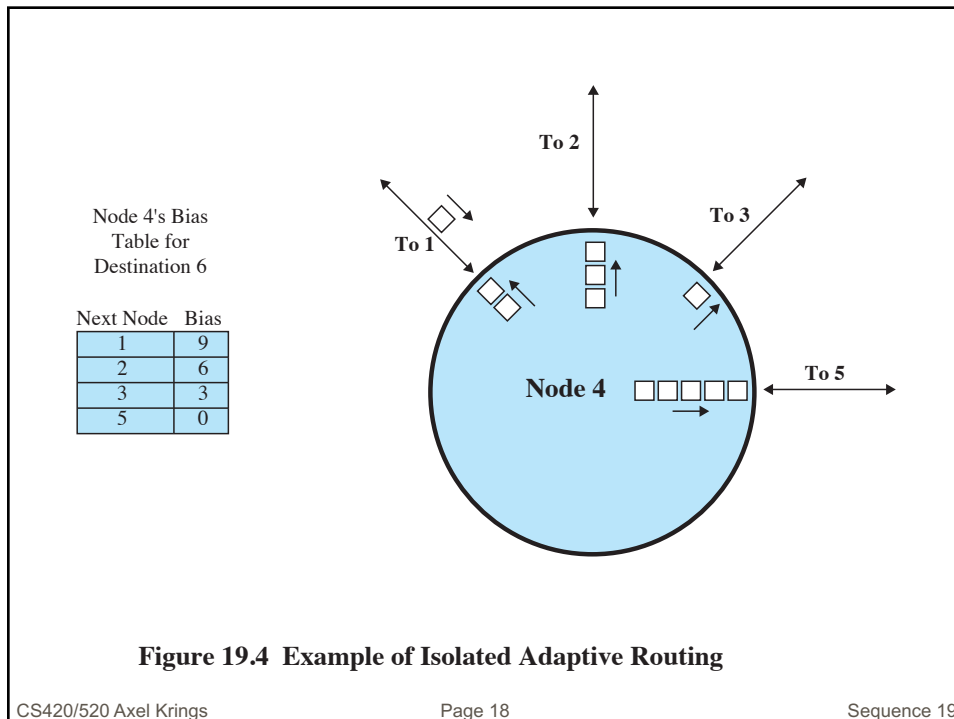 Node 4's Bias
Table for
Destination 6
Next Node Bias
1 9
2 6
3 3
5 0
To 2
To 1
To 3
Node 4
To 5
Figure 19.4 Example of Isolated Adaptive Routing
CS420/520 Axel Krings Page 18 Sequence 19